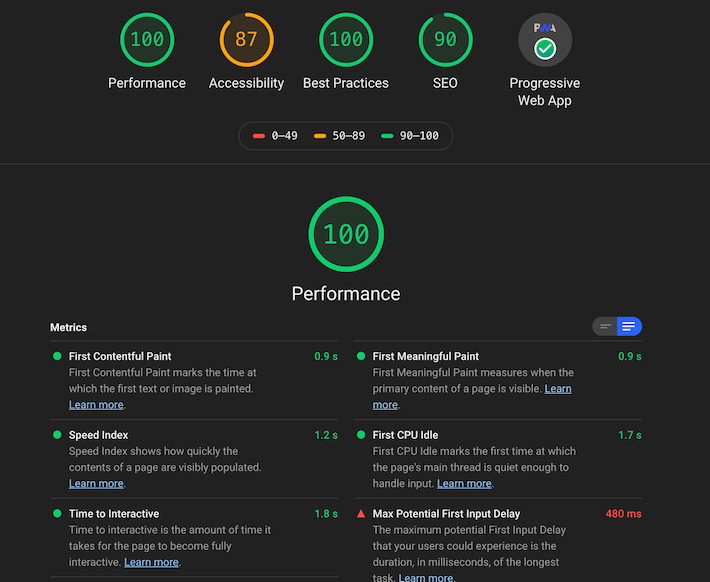 100
87
100
90
PWA
Performance
Accessibility
Best Practices
SEO
Progressive
Web App
0–49
50–89
90–100
100
Performance
Metrics
First Contentful Paint
0.9 s
First Contentful Paint marks the time at
which the first text or image is painted.
Learn more.
First Meaningful Paint
0.9 s
First Meaningful Paint measures when the
primary content of a page is visible. Learn
more.
Speed Index
1.2 s
Speed Index shows how quickly the
contents of a page are visibly populated.
Learn more.
First CPU Idle
1.7 s
First CPU Idle marks the first time at which
the page's main thread is quiet enough to
handle input. Learn more.
Time to Interactive
1.8 s
Time to interactive is the amount of time it
takes for the page to become fully
interactive. Learn more.
Max Potential First Input Delay
480 ms
The maximum potential First Input Delay
that your users could experience is the
duration, in milliseconds, of the longest
task. Learn more.